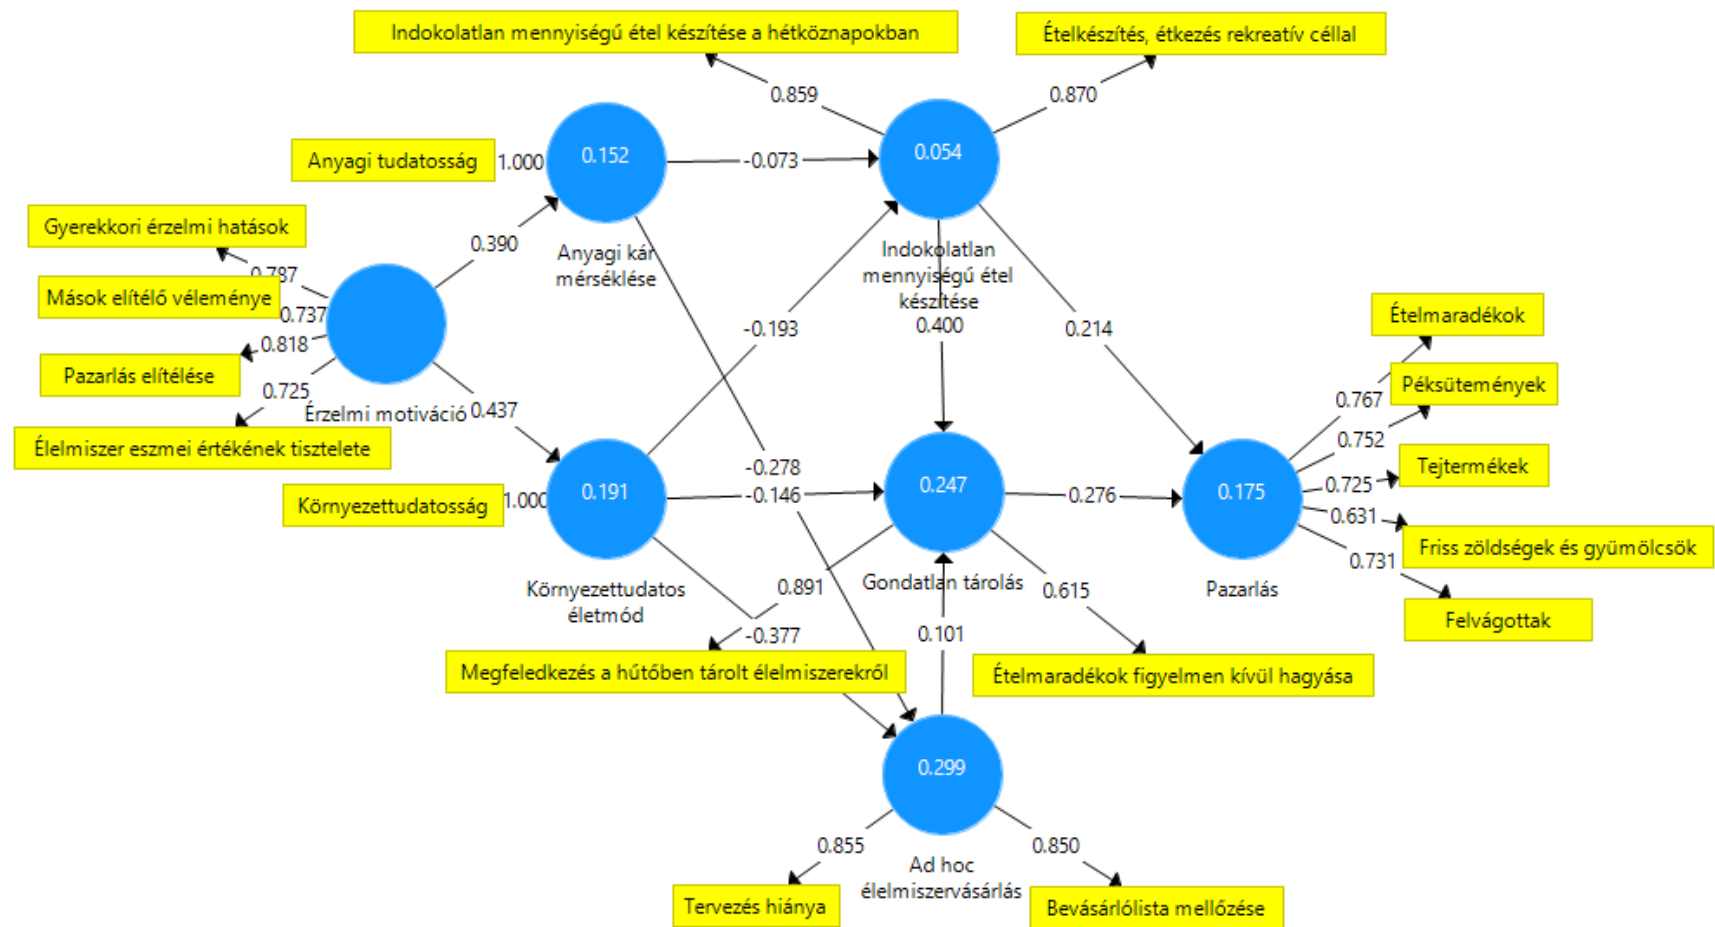 Indokolatlan mennyiségű étel készítése a hétköznapokban
Ételkészítés, étkezés rekreatív céllal
0.859
0.870
Anyagi tudatosság
1.000
0.152
-0.073
0.054
Gyerekkori érzelmi hatások
0.390
Anyagi kár
mérséklése
Indokolatlan
mennyiségű étel
készítése
0.787
Mások elítélő véleménye
0.737
0.818
Pazarlás elítélése
0.725
Érzelmi motiváció
0.437
Élelmiszer eszmei értékének tisztelete
-0.193
0.400
0.214
Ételmaradékok
0.767
Péksütemények
0.752
Tejtermékek
0.725
0.631
Friss zöldségek és gyümölcsök
0.731
Felvágottak
Környezettudatosság
1.000
0.191
-0.278
-0.146
0.247
0.276
0.175
Környezettudatos
életmód
0.891
Gondatlan tárolás
0.615
Pazarlás
-0.377
0.101
Megfeledkezés a hűtőben tárolt élelmiszerekről
Ételmaradékok figyelmen kívül hagyása
0.299
0.855
0.850
Ad hoc
élelmiszervásárlás
Tervezés hiánya
Bevásárlólista mellőzése